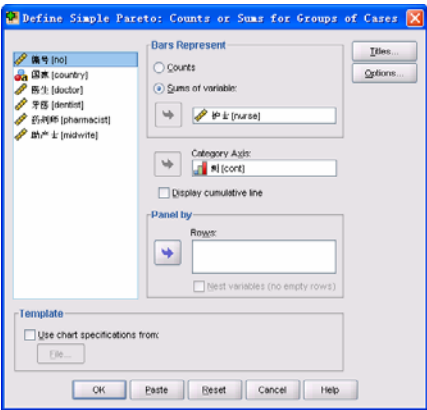 Define Simple Pareto: Counts or Sums for Groups of Cases
编号 [no]
国家 [country]
医生 [doctor]
牙医 [dentist]
药剂师 [pharmacist]
助产士 [midwife]
Bars Represent
Counts
Sums of variable:
护士 [nurse]
Category Axis:
[cont]
Display cumulative line
Panel by
Rows:
Nest variables (no empty rows)
Titles...
Options...
Template
Use chart specifications from:
File...
OK
Paste
Reset
Cancel
Help